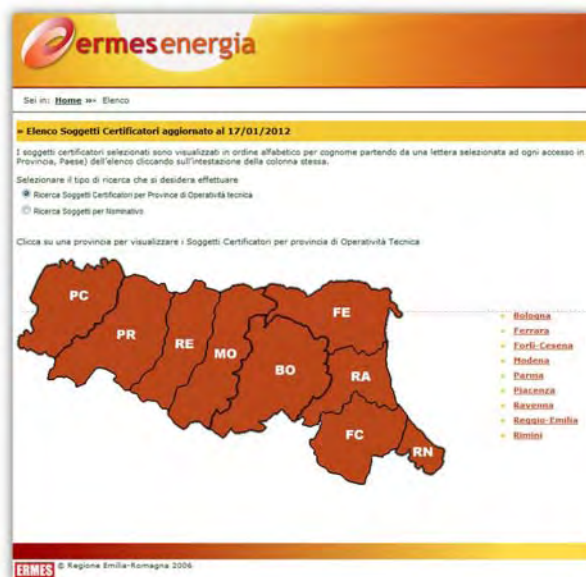 ermesenergia
Sei in: Home »» Elenco
» Elenco Soggetti Certificatori aggiornato al 17/01/2012
I soggetti certificatori selezionati sono visualizzati in ordine alfabetico per cognome partendo da una lettera selezionata ad ogni accesso in
Provincia, Paese) dell'elenco cliccando sull'intestazione della colonna stessa.
Selezionare il tipo di ricerca che si desidera effettuare
Ricerca Soggetti Certificatori per Province di Operatività tecnica
Ricerca Soggetti per Nominativo
Clicca su una provincia per visualizzare i Soggetti Certificatori per provincia di Operatività Tecnica
PC
PR
RE
MO
BO
FE
RA
FC
RN
Bologna
Ferrara
Forlì-Cesena
Modena
Parma
Piacenza
Ravenna
Reggio-Emilia
Rimini
ERMES © Regione Emilia-Romagna 2006